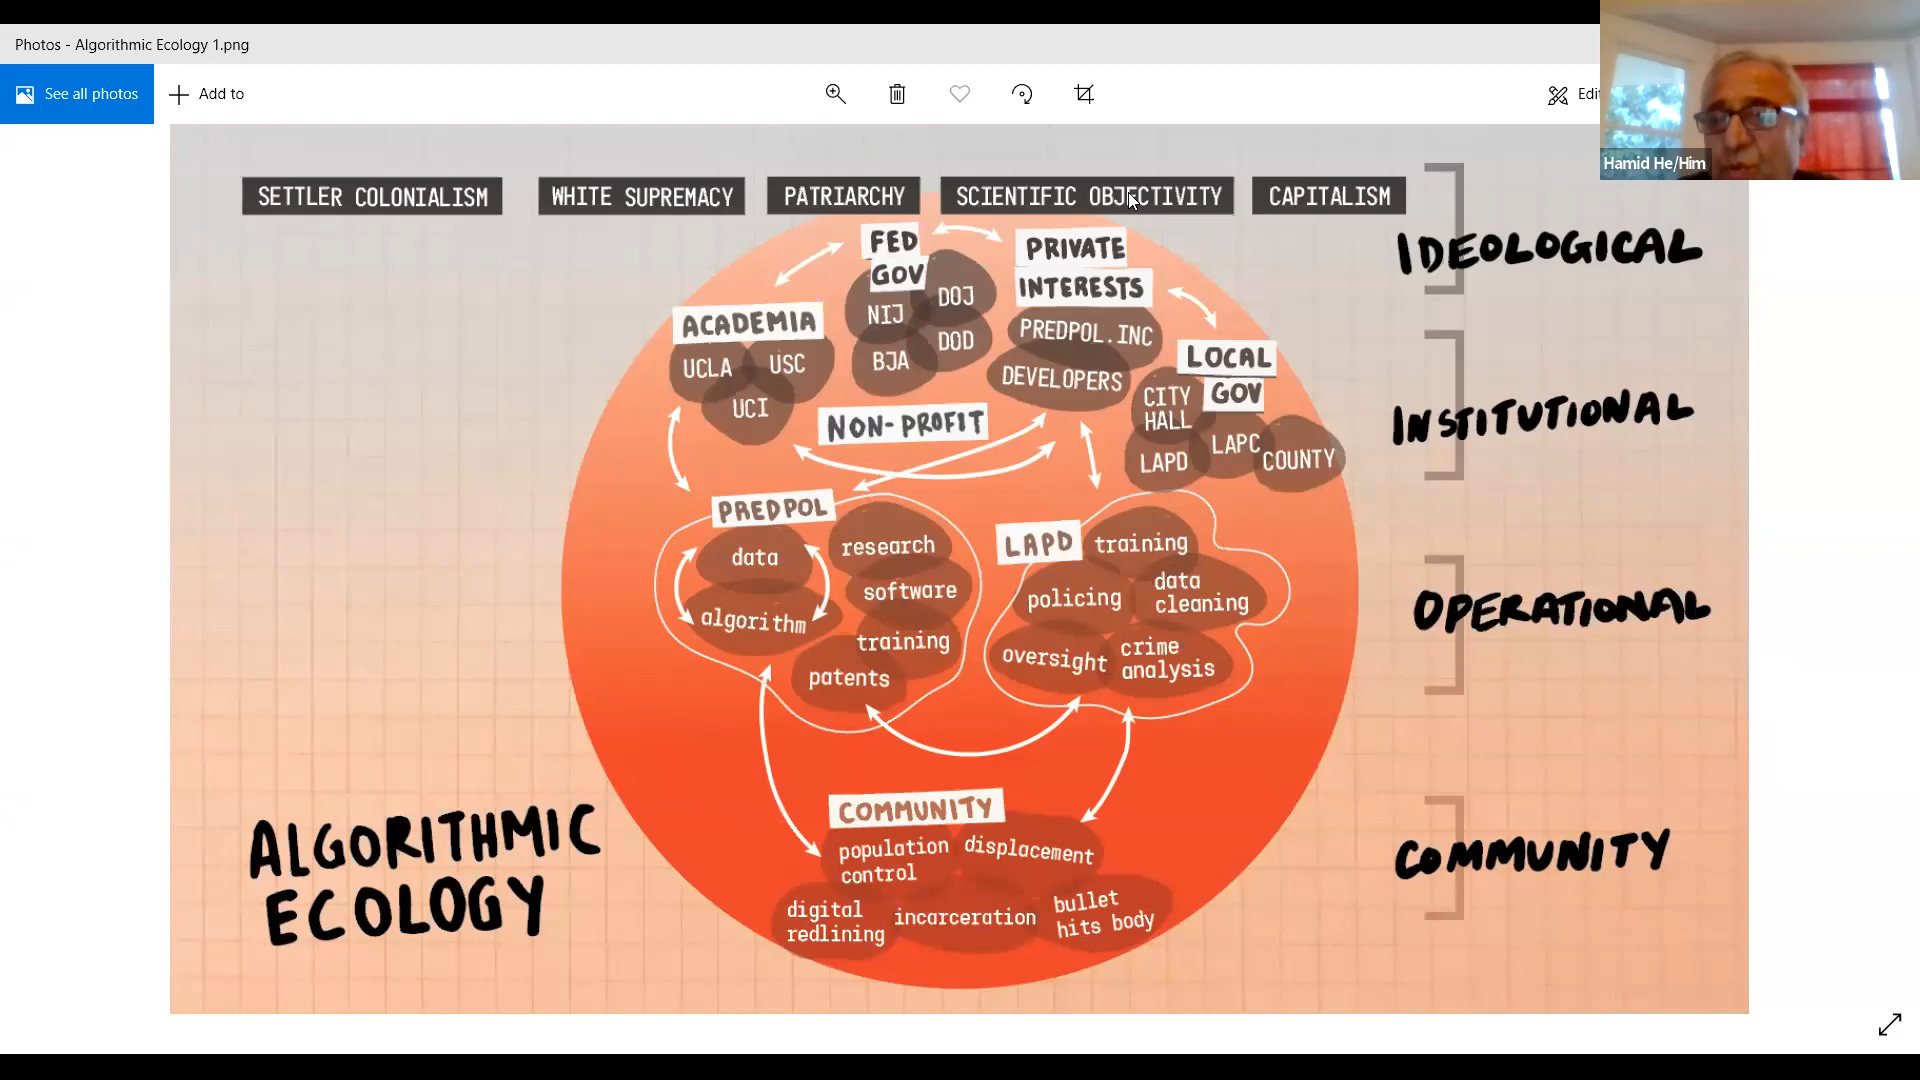 Photos - Algorithmic Ecology 1.png
See all photos
Add to
Hamid He/Him
SETTLER COLONIALISM
WHITE SUPREMACY
PATRIARCHY
SCIENTIFIC OBJECTIVITY
CAPITALISM
IDEOLOGICAL
FED
GOV
NIJ
DOJ
BJA
DOD
PRIVATE
INTERESTS
PREDPOL.INC
DEVELOPERS
ACADEMIA
UCLA
USC
UCI
LOCAL
GOV
CITY
HALL
LAPD
LAPC
COUNTY
NON-PROFIT
INSTITUTIONAL
PREDPOL
data
algorithm
research
software
training
patents
LAPD
training
policing
data
cleaning
oversight
crime
analysis
OPERATIONAL
COMMUNITY
population
control
displacement
digital
redlining
incarceration
bullet
hits body
COMMUNITY
ALGORITHMIC
ECOLOGY